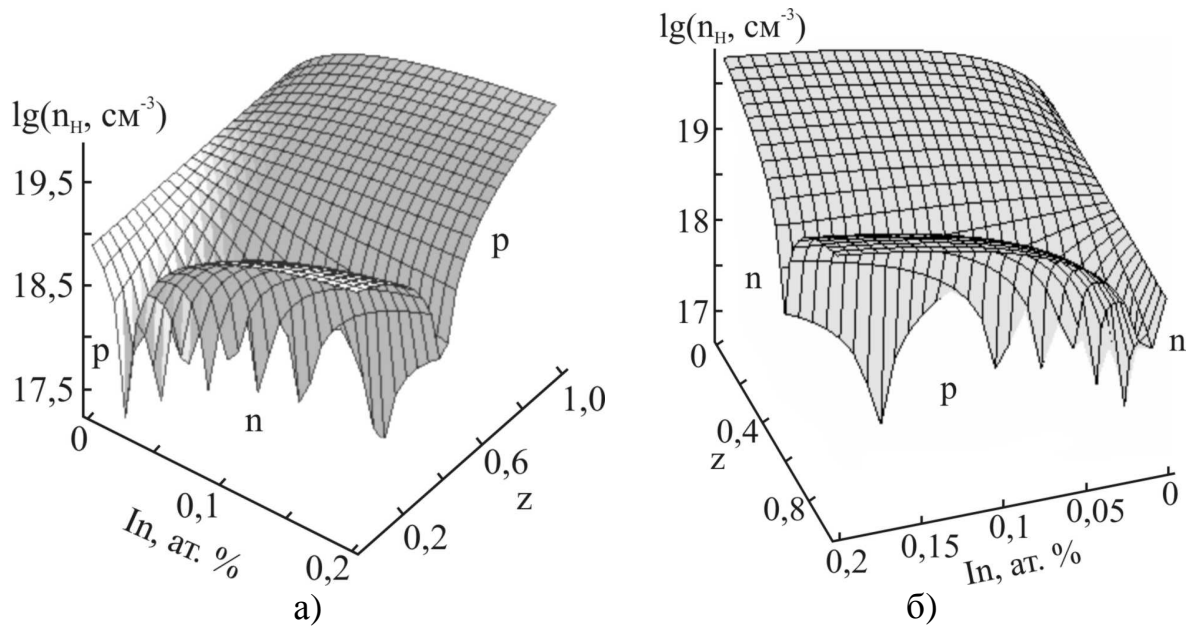 lg(nН, см-3)
19,5
18,5
17,5
p
n
p
0
0,1
0,2
In, ат. %
0,2
0,6
1,0
z
а)
lg(nН, см-3)
19
18
17
n
p
n
0
0,4
0,8
z
0,2
0,15
0,1
0,05
0
In, ат. %
б)